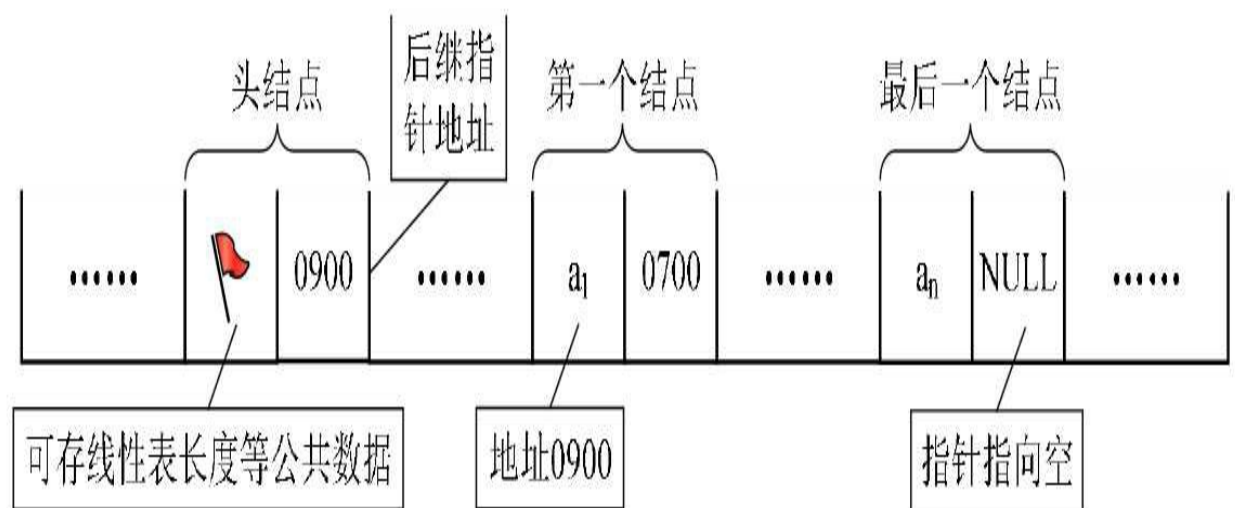 头结点
后继指
针地址
第一个结点
最后一个结点
......
0900
......
a₁
0700
......
aₙ
NULL
......
可存线性表长度等公共数据
地址0900
指针指向空